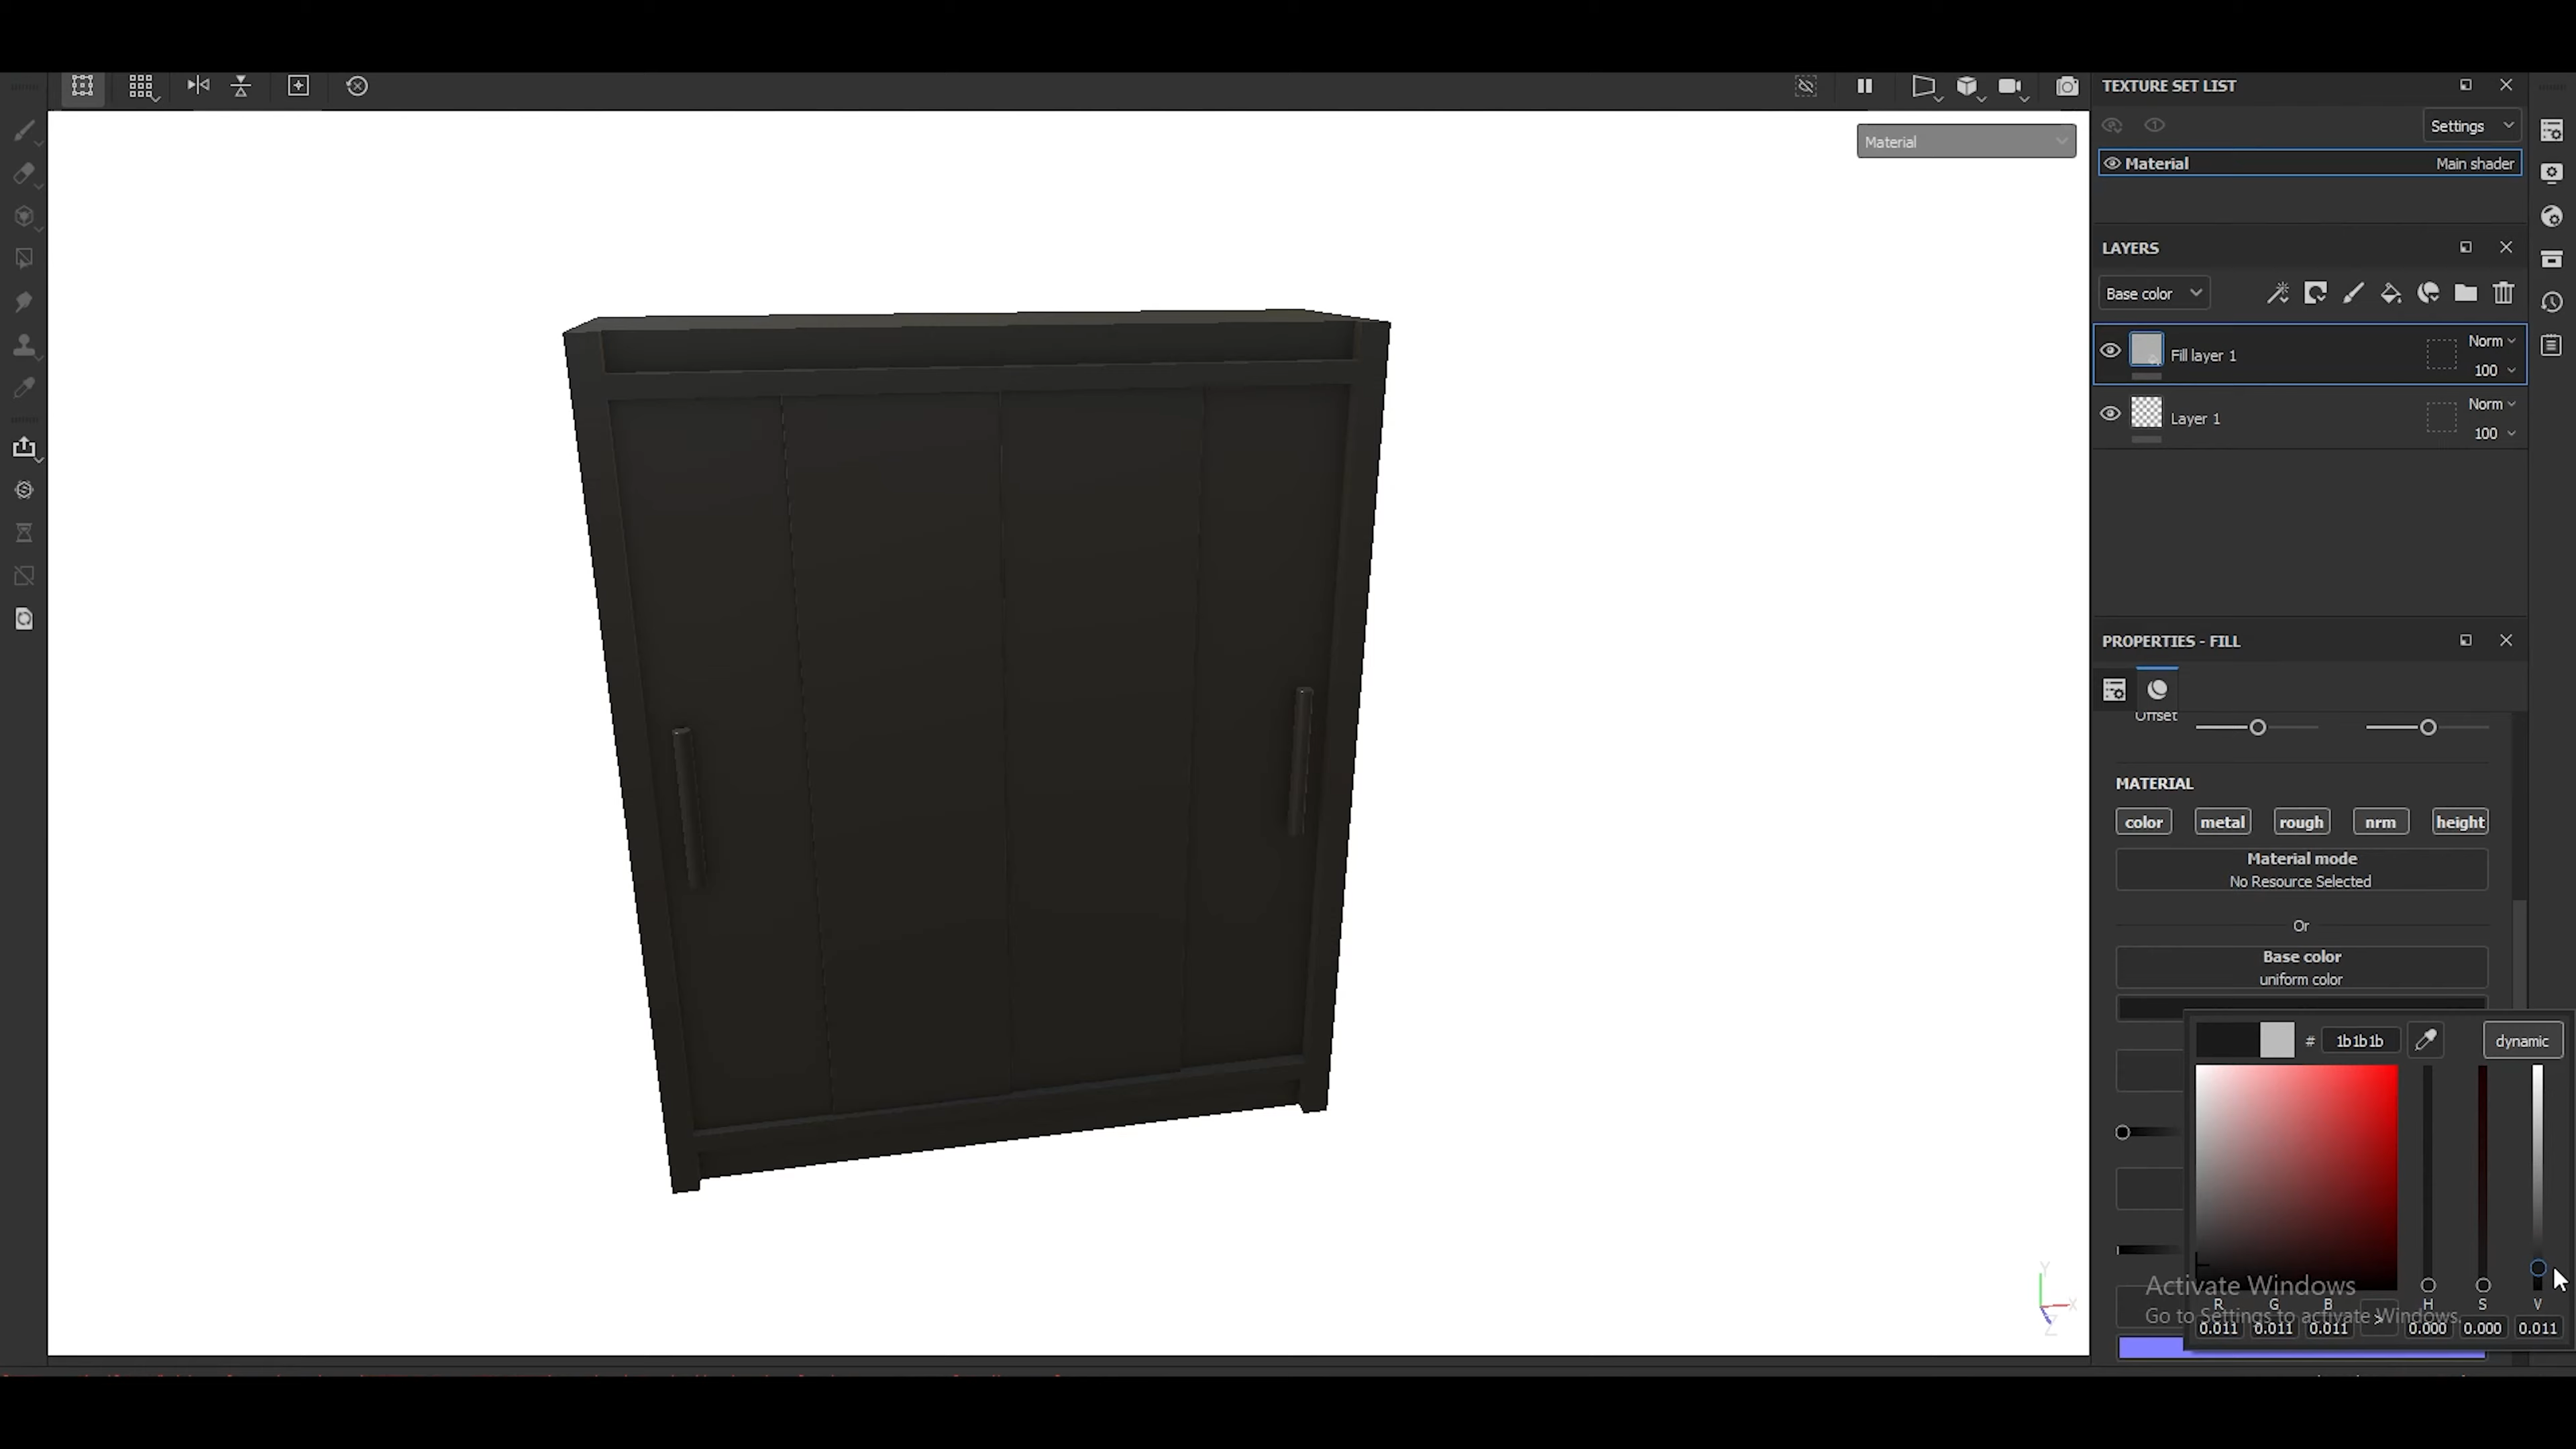 TEXTURE SET LIST
Settings
Material
Material
Main shader
LAYERS
Base color
Fill layer 1
Norm
100
Layer 1
Norm
100
PROPERTIES - FILL
Offset
MATERIAL
color
metal
rough
nrm
height
Material mode
No Resource Selected
Or
Base color
uniform color
# 1b1b1b
dynamic
Activate Windows
Go to Settings to activate Windows.
R G B > H S V
0.011 0.011 0.011 0.000 0.000 0.011
Y
X
Z